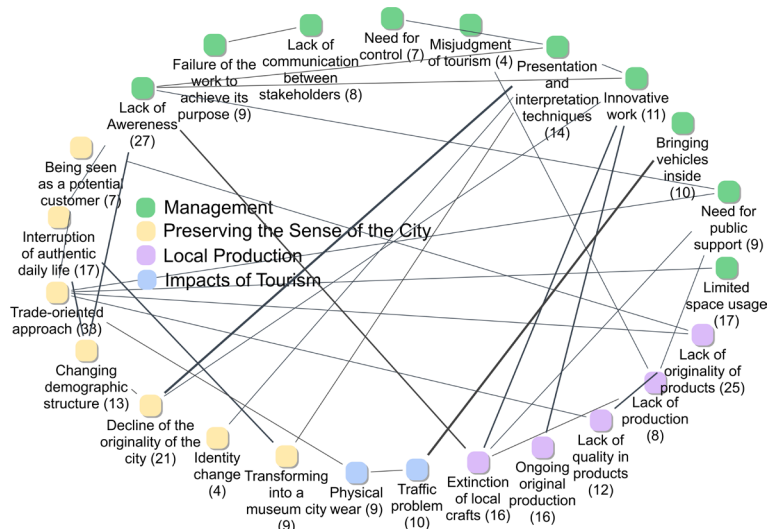 Failure of the
work to
achieve its
purpose (9)
Lack of
communication
between
stakeholders (8)
Need for
control (7)
Misjudgment
of tourism (4)
Presentation
and
interpretation
techniques
(14)
Innovative
work (11)
Bringing
vehicles
inside
(10)
Need for
public
support (9)
Limited
space usage
(17)
Lack of
originality of
products (25)
Lack of
production
(8)
Lack of
quality in
products
(12)
Ongoing
original
production
(16)
Extinction
of local
crafts (16)
Traffic
problem
(10)
Physical
wear (9)
Transforming
into a
museum city
(9)
Identity
change
(4)
Decline of the
originality of the
city (21)
Changing
demographic
structure (13)
Trade-oriented
approach (33)
Interruption
of authentic
daily life (17)
Being seen
as a potential
customer (7)
Lack of
Awereness
(27)
Management
Preserving the Sense of the City
Local Production
Impacts of Tourism